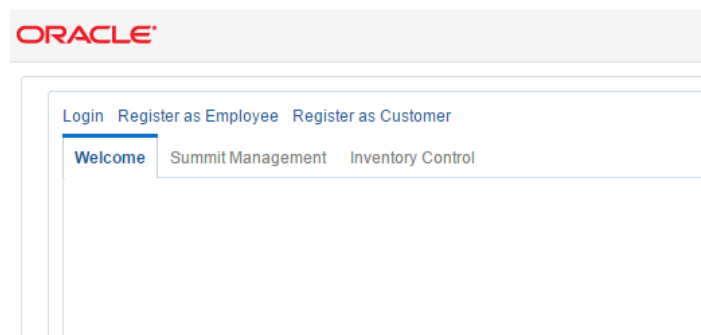 ORACLE
Login Register as Employee Register as Customer
Welcome Summit Management Inventory Control